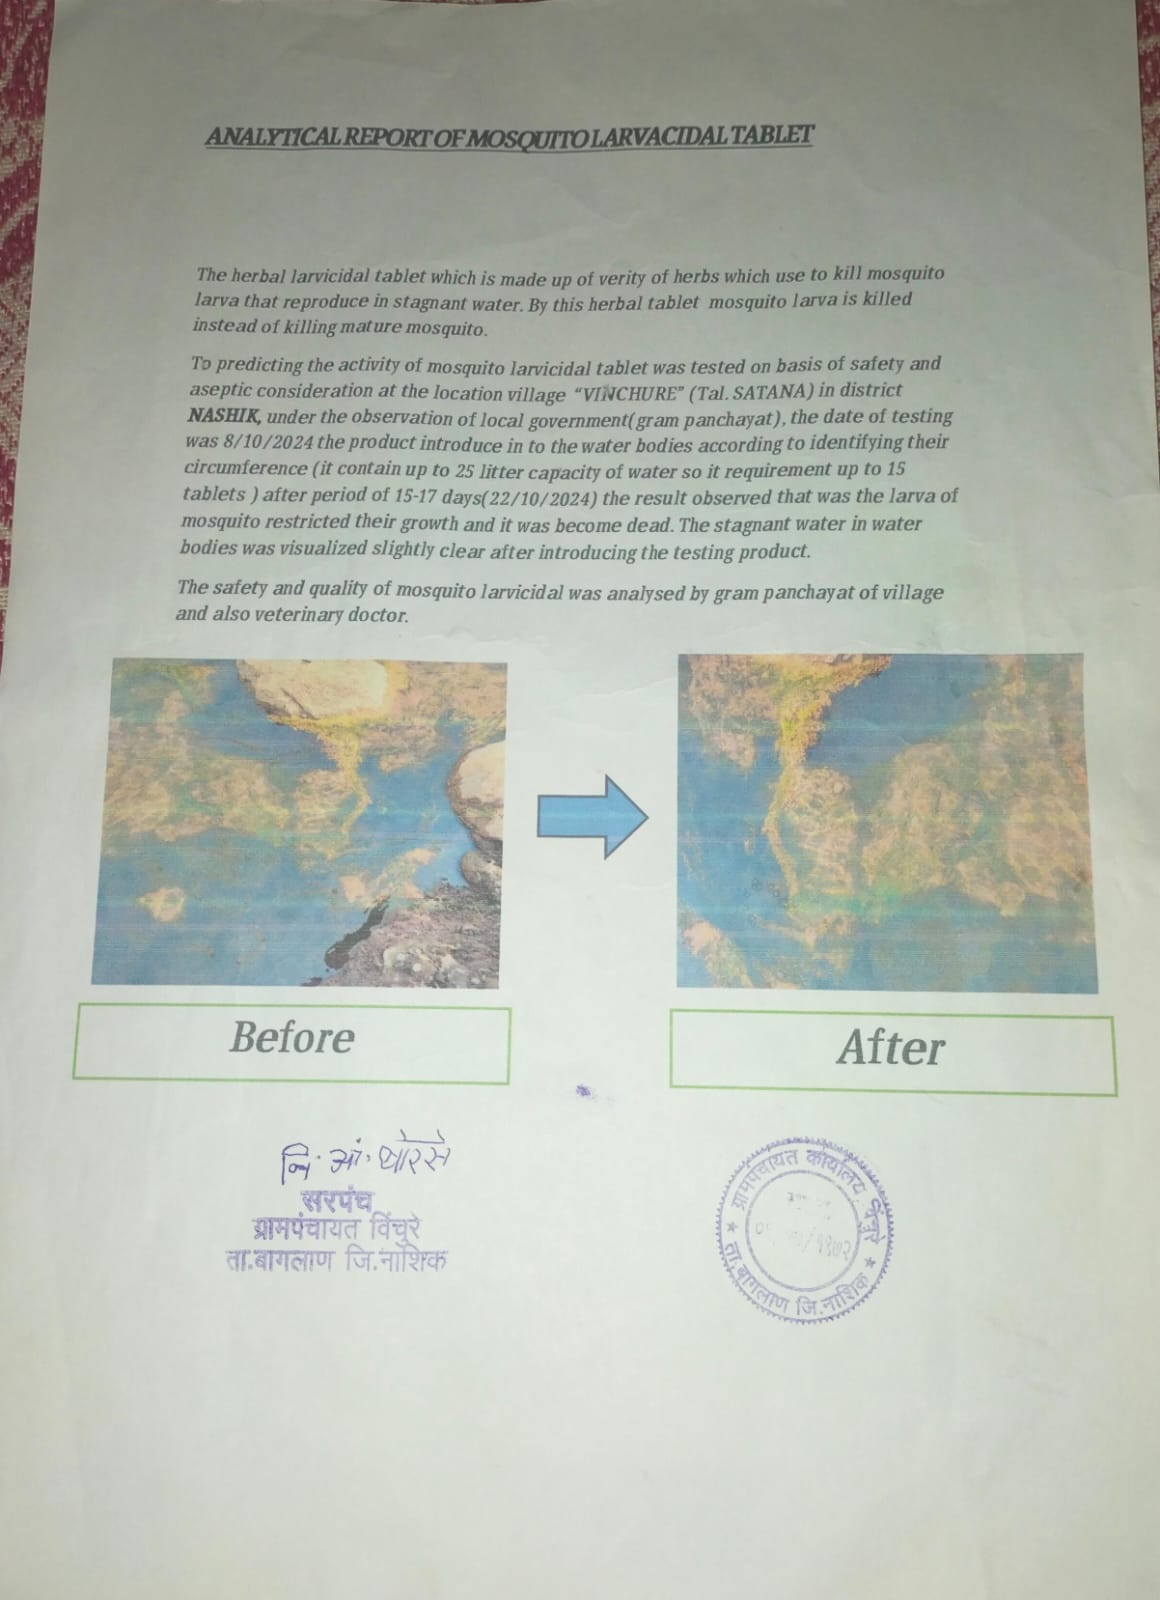 ANALYTICAL REPORT OF MOSQUITO LARVACIDAL TABLET
The herbal larvicidal tablet which is made up of verity of herbs which use to kill mosquito
larva that reproduce in stagnant water. By this herbal tablet mosquito larva is killed
instead of killing mature mosquito.
To predicting the activity of mosquito larvicidal tablet was tested on basis of safety and
aseptic consideration at the location village “VINCHURE” (Tal. SATANA) in district
NASHIK, under the observation of local government(gram panchayat), the date of testing
was 8/10/2024 the product introduce in to the water bodies according to identifying their
circumference (it contain up to 25 litter capacity of water so it requirement up to 15
tablets ) after period of 15-17 days(22/10/2024) the result observed that was the larva of
mosquito restricted their growth and it was become dead. The stagnant water in water
bodies was visualized slightly clear after introducing the testing product.
The safety and quality of mosquito larvicidal was analysed by gram panchayat of village
and also veterinary doctor.
Before
After
नि. आं. थोरसे
सरपंच
ग्रामपंचायत विंचुरे
ता.बागलाण जि.नाशिक
ग्रामपंचायत कार्यालय विंचुरे
★ ता.बागलाण जि.नाशिक ★